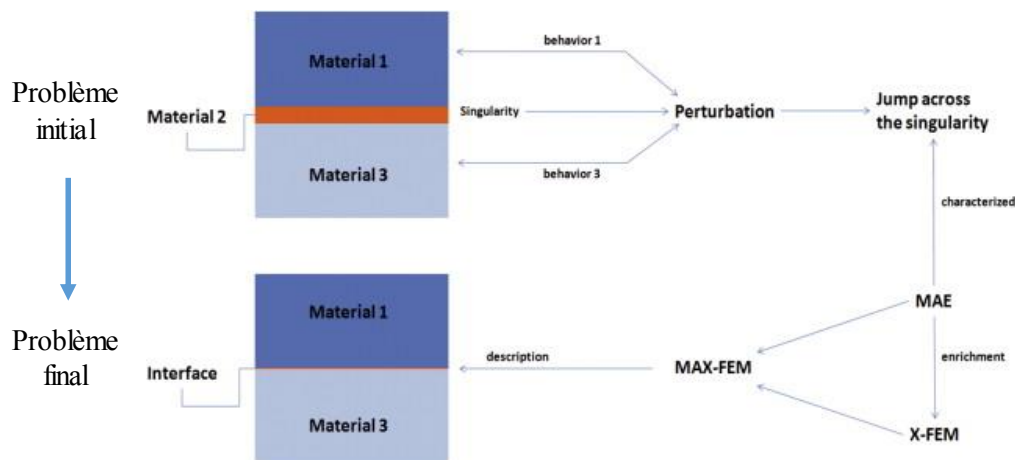 Problème
initial
Material 1
Material 2
Material 3
behavior 1
Singularity
behavior 3
Perturbation
Jump across
the singularity
characterized
Problème
final
Material 1
Interface
Material 3
description
MAX-FEM
MAE
enrichment
X-FEM